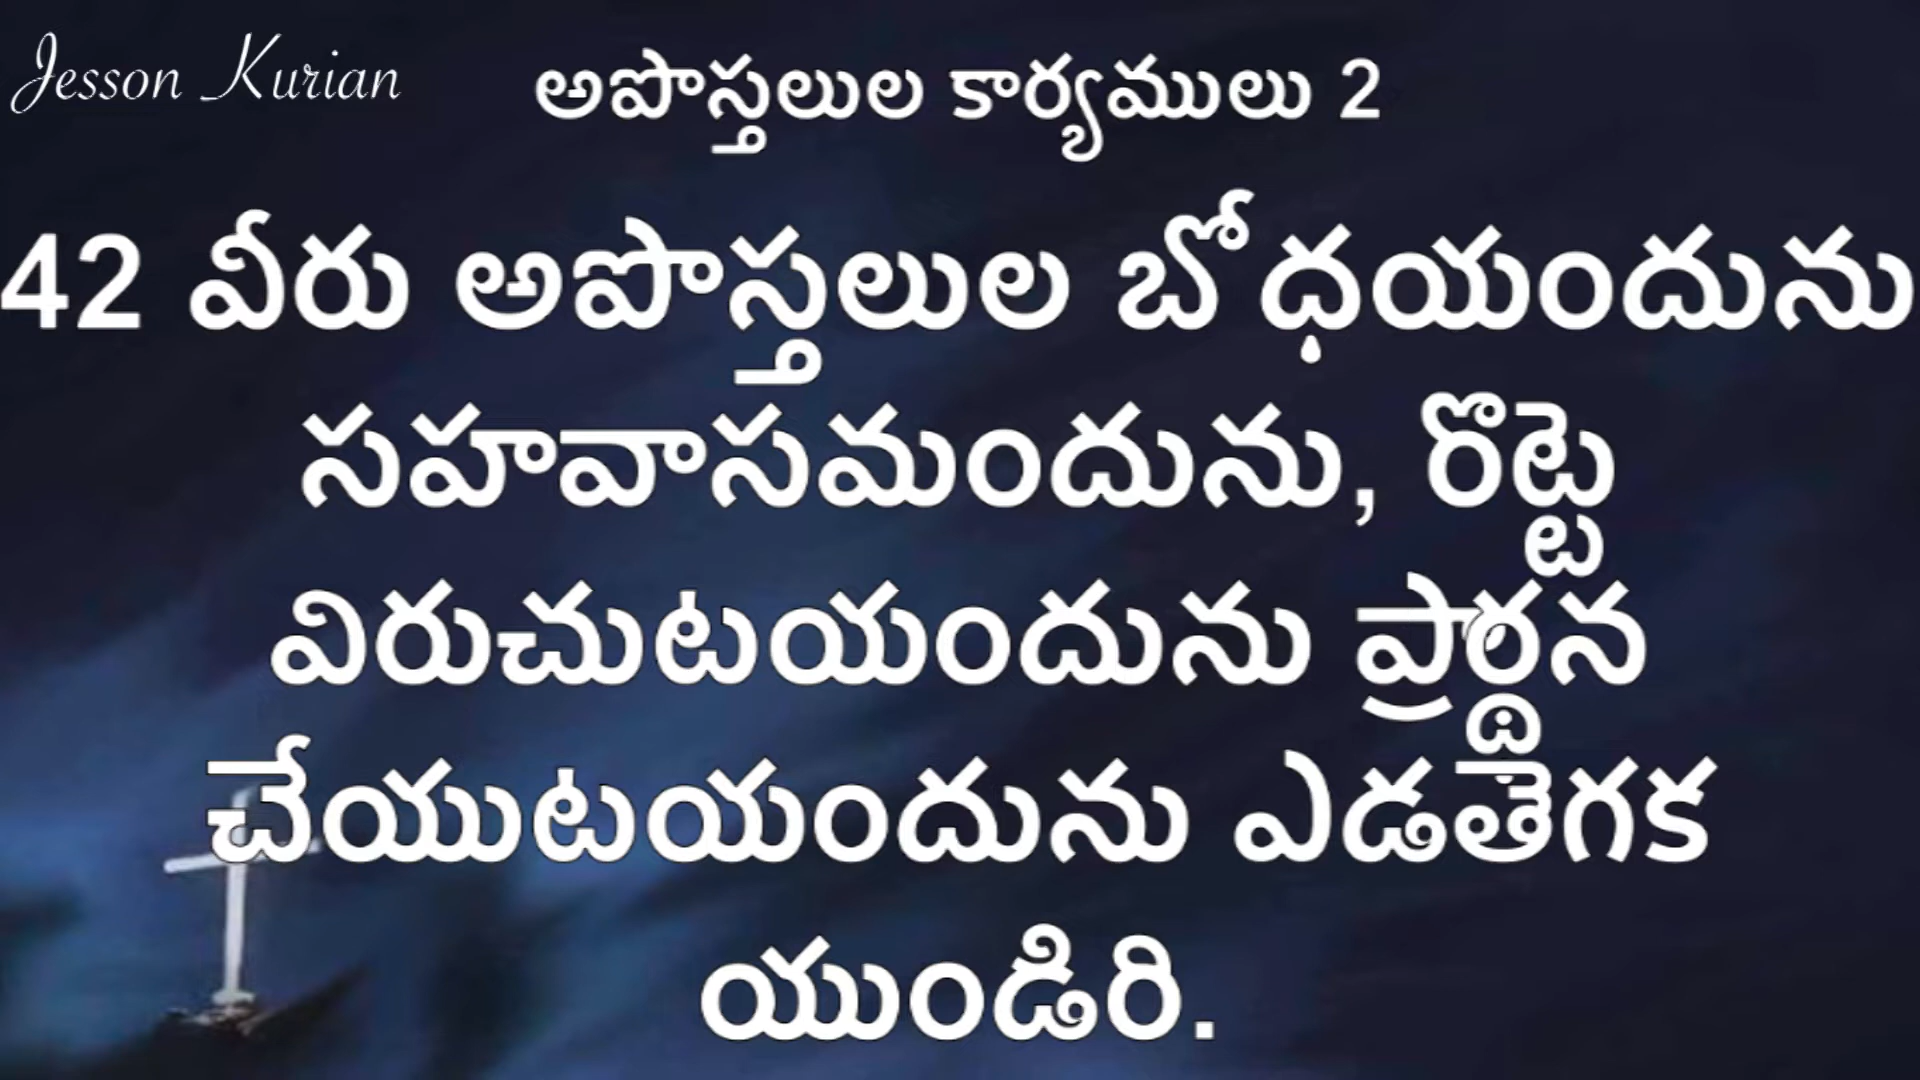 Jesson Kurian
అపొస్తలుల కార్యములు 2
42 వీరు అపొస్తలుల బోధయందును
సహవాసమందును, రొట్టె
విరుచుటయందును ప్రార్థన
చేయుటయందును ఎడతెగక
యుండిరి.